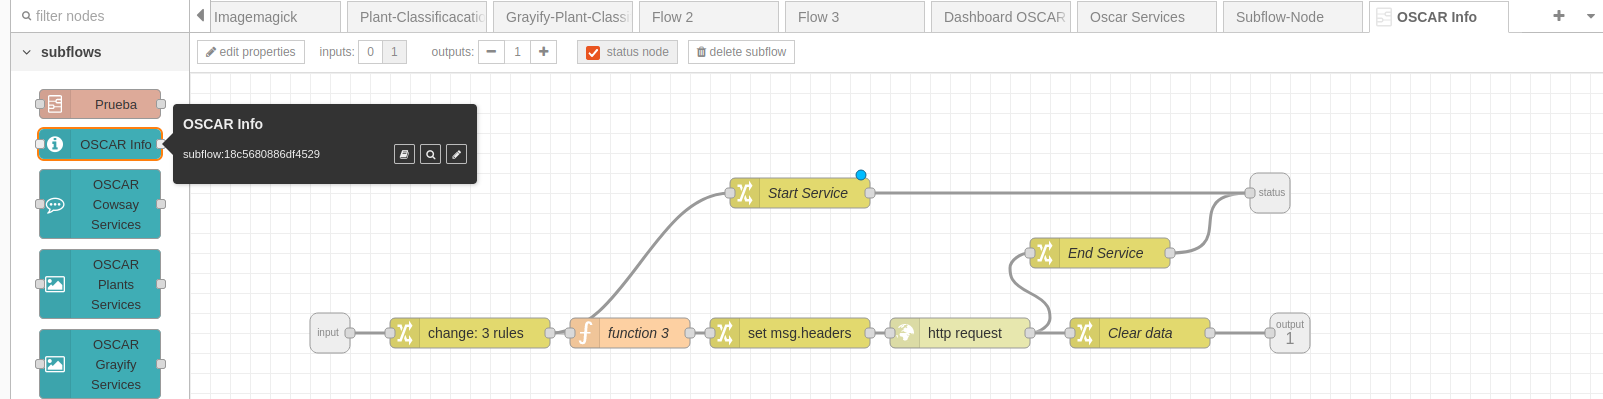 filter nodes
Imagemagick
Plant-Classificacatio
Grayify-Plant-Classi
Flow 2
Flow 3
Dashboard OSCAR
Oscar Services
Subflow-Node
OSCAR Info
subflows
edit properties
inputs: 0 1
outputs: 1
status node
delete subflow
Prueba
OSCAR Info
OSCAR
Cowsay
Services
OSCAR
Plants
Services
OSCAR
Grayify
Services
OSCAR Info
subflow:18c5680886df4529
Start Service
status
End Service
input
change: 3 rules
function 3
set msg.headers
http request
Clear data
output
1